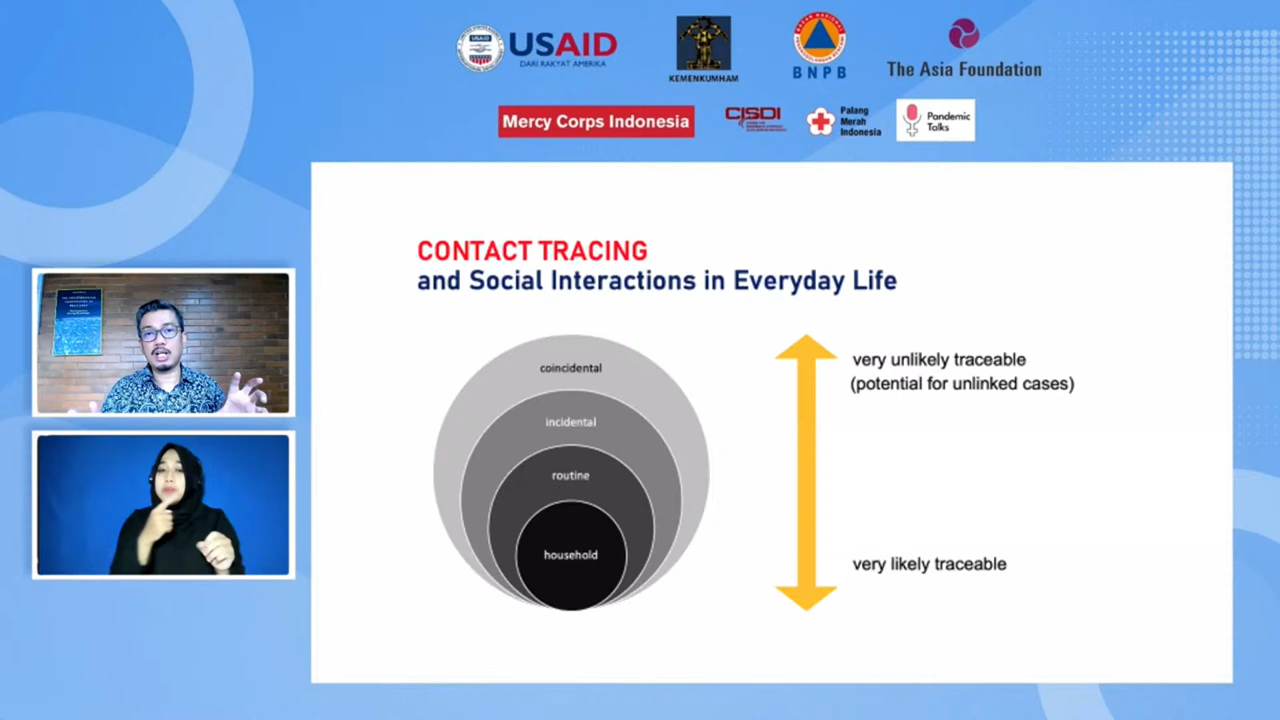 USAID
DARI RAKYAT AMERIKA
KEMENKUMHAM
BNPB
The Asia Foundation
Mercy Corps Indonesia
CISDI
Palang
Merah
Indonesia
Pandemic
Talks
CONTACT TRACING
and Social Interactions in Everyday Life
coincidental
incidental
routine
household
very unlikely traceable
(potential for unlinked cases)
very likely traceable